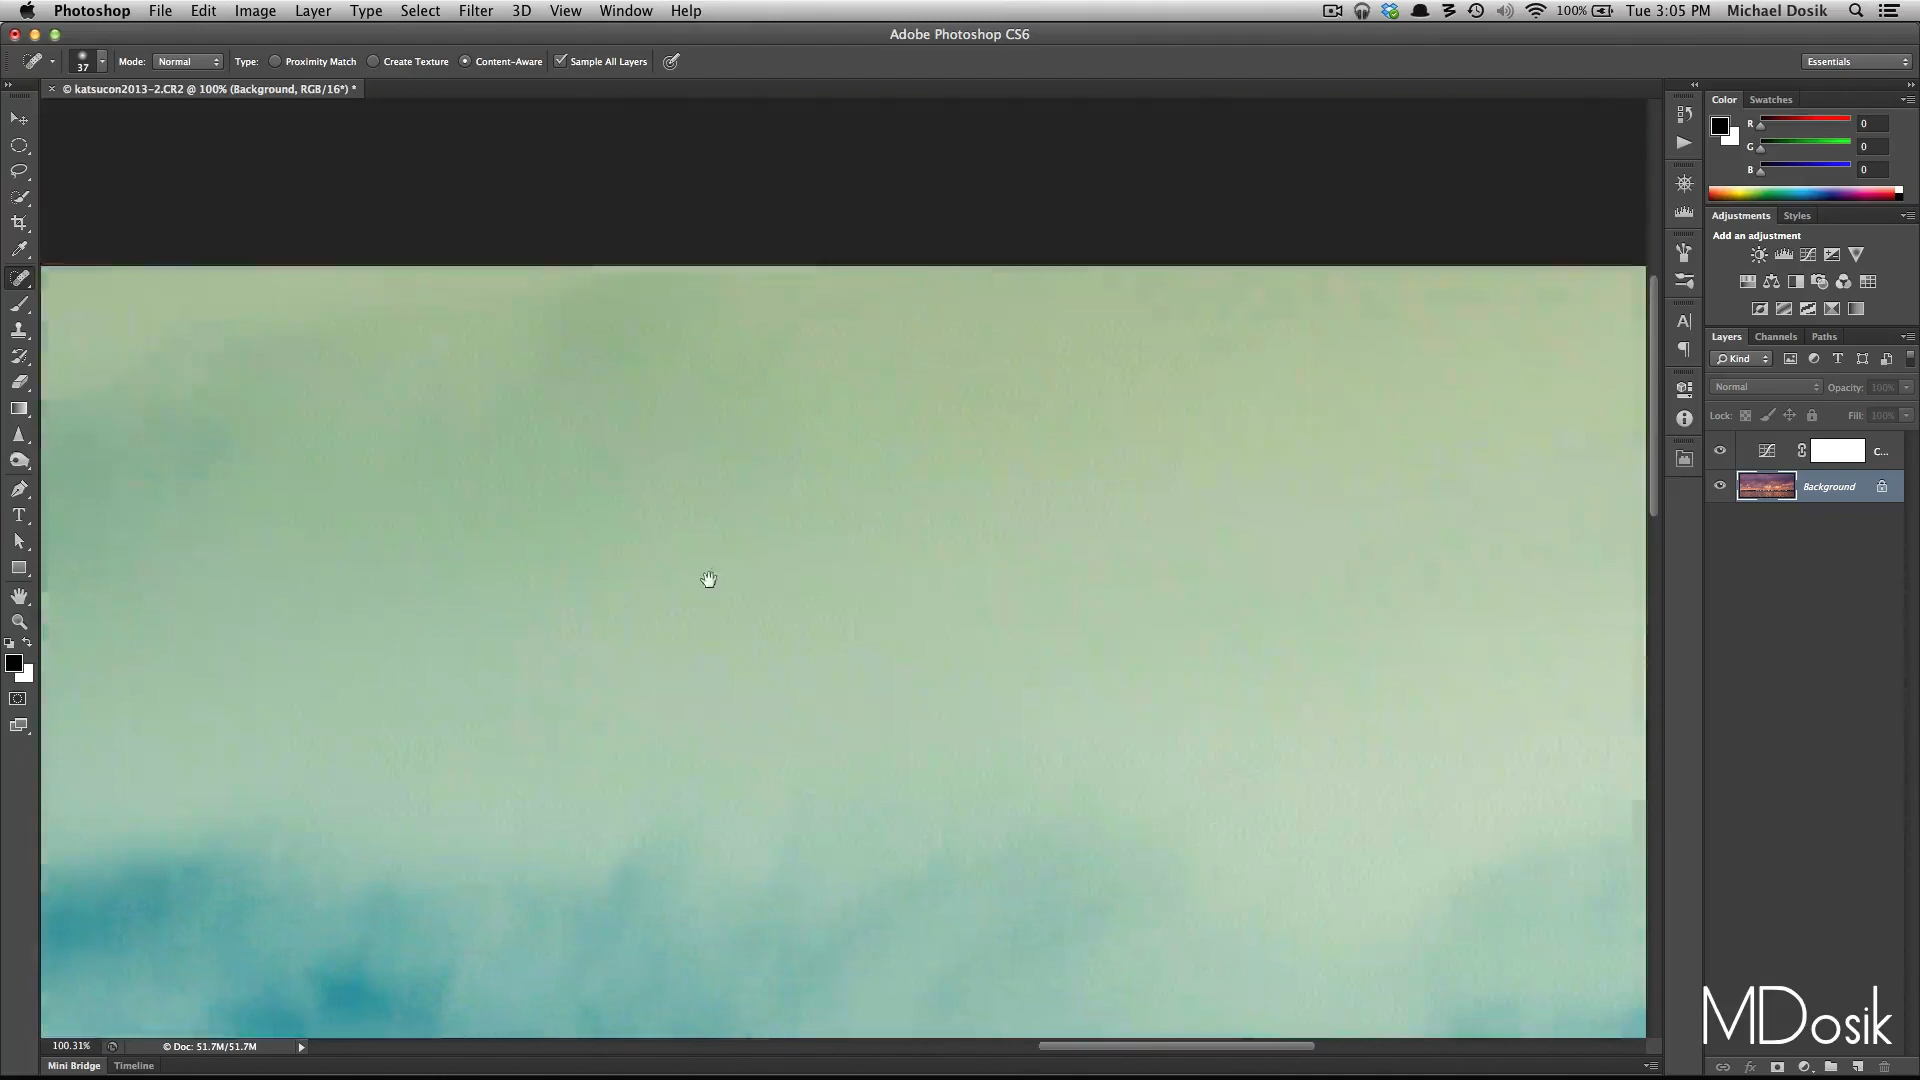 Photoshop File Edit Image Layer Type Select Filter 3D View Window Help 100% Tue 3:05 PM Michael Dosik
Adobe Photoshop CS6
37 Mode: Normal Type: Proximity Match Create Texture Content-Aware Sample All Layers Essentials
© katsucon2013-2.CR2 @ 100% (Background, RGB/16*) *
Color Swatches
R 0
G 0
B 0
Adjustments Styles
Add an adjustment
Layers Channels Paths
Kind
Normal Opacity: 100%
Lock: Fill: 100%
C...
Background
MDosik
100.31% © Doc: 51.7M/51.7M
Mini Bridge Timeline